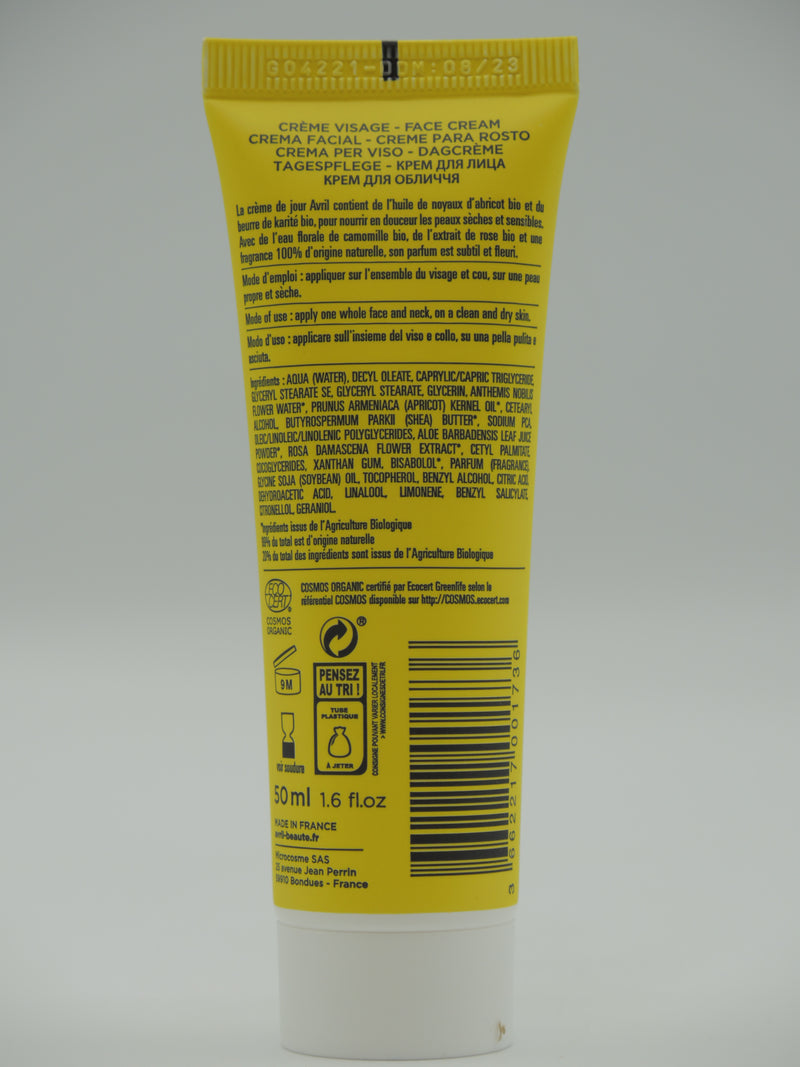 G04221-DOM:08/23
CRÈME VISAGE - FACE CREAM
CREMA FACIAL - CREME PARA ROSTO
CREMA PER VISO - DAGCRÈME
TAGESPFLEGE - КРЕМ ДЛЯ ЛИЦА
КРЕМ ДЛЯ ОБЛИЧЧЯ
La crème de jour Avril contient de l'huile de noyaux d'abricot bio et du
beurre de karité bio, pour nourrir en douceur les peaux sèches et sensibles.
Avec de l'eau florale de camomille bio, de l'extrait de rose bio et une
fragrance 100% d'origine naturelle, son parfum est subtil et fleuri.
Mode d'emploi : appliquer sur l'ensemble du visage et cou, sur une peau
propre et sèche.
Mode of use : apply one whole face and neck, on a clean and dry skin.
Modo d'uso : applicare sull'insieme del viso e collo, su una pella pulita e
asciuta.
Ingrédients : AQUA (WATER), DECYL OLEATE, CAPRYLIC/CAPRIC TRIGLYCERIDE,
GLYCERYL STEARATE SE, GLYCERYL STEARATE, GLYCERIN, ANTHEMIS NOBILIS
FLOWER WATER*, PRUNUS ARMENIACA (APRICOT) KERNEL OIL*, CETEARYL
ALCOHOL, BUTYROSPERMUM PARKII (SHEA) BUTTER*, SODIUM PCA,
OLEIC/LINOLEIC/LINOLENIC POLYGLYCERIDES, ALOE BARBADENSIS LEAF JUICE
POWDER*, ROSA DAMASCENA FLOWER EXTRACT*, CETYL PALMITATE,
COCOGLYCERIDES, XANTHAN GUM, BISABOLOL*, PARFUM (FRAGRANCE),
GLYCINE SOJA (SOYBEAN) OIL, TOCOPHEROL, BENZYL ALCOHOL, CITRIC ACID,
DEHYDROACETIC ACID, LINALOOL, LIMONENE, BENZYL SALICYLATE,
CITRONELLOL, GERANIOL.
*Ingrédients issus de l'Agriculture Biologique
99% du total est d'origine naturelle
20% du total des ingrédients sont issus de l'Agriculture Biologique
ECO
CERT
COSMOS
ORGANIC
COSMOS ORGANIC certifié par Ecocert Greenlife selon le
référentiel COSMOS disponible sur http://COSMOS.ecocert.com
®
9M
PENSEZ
AU TRI !
TUBE
PLASTIQUE
À JETER
CONSIGNE POUVANT VARIER LOCALEMENT
> WWW.CONSIGNESDETRI.FR
voir soudure
50 ml 1.6 fl.oz
MADE IN FRANCE
avril-beaute.fr
Microcosme SAS
25 avenue Jean Perrin
59910 Bondues - France
3 662217 001736